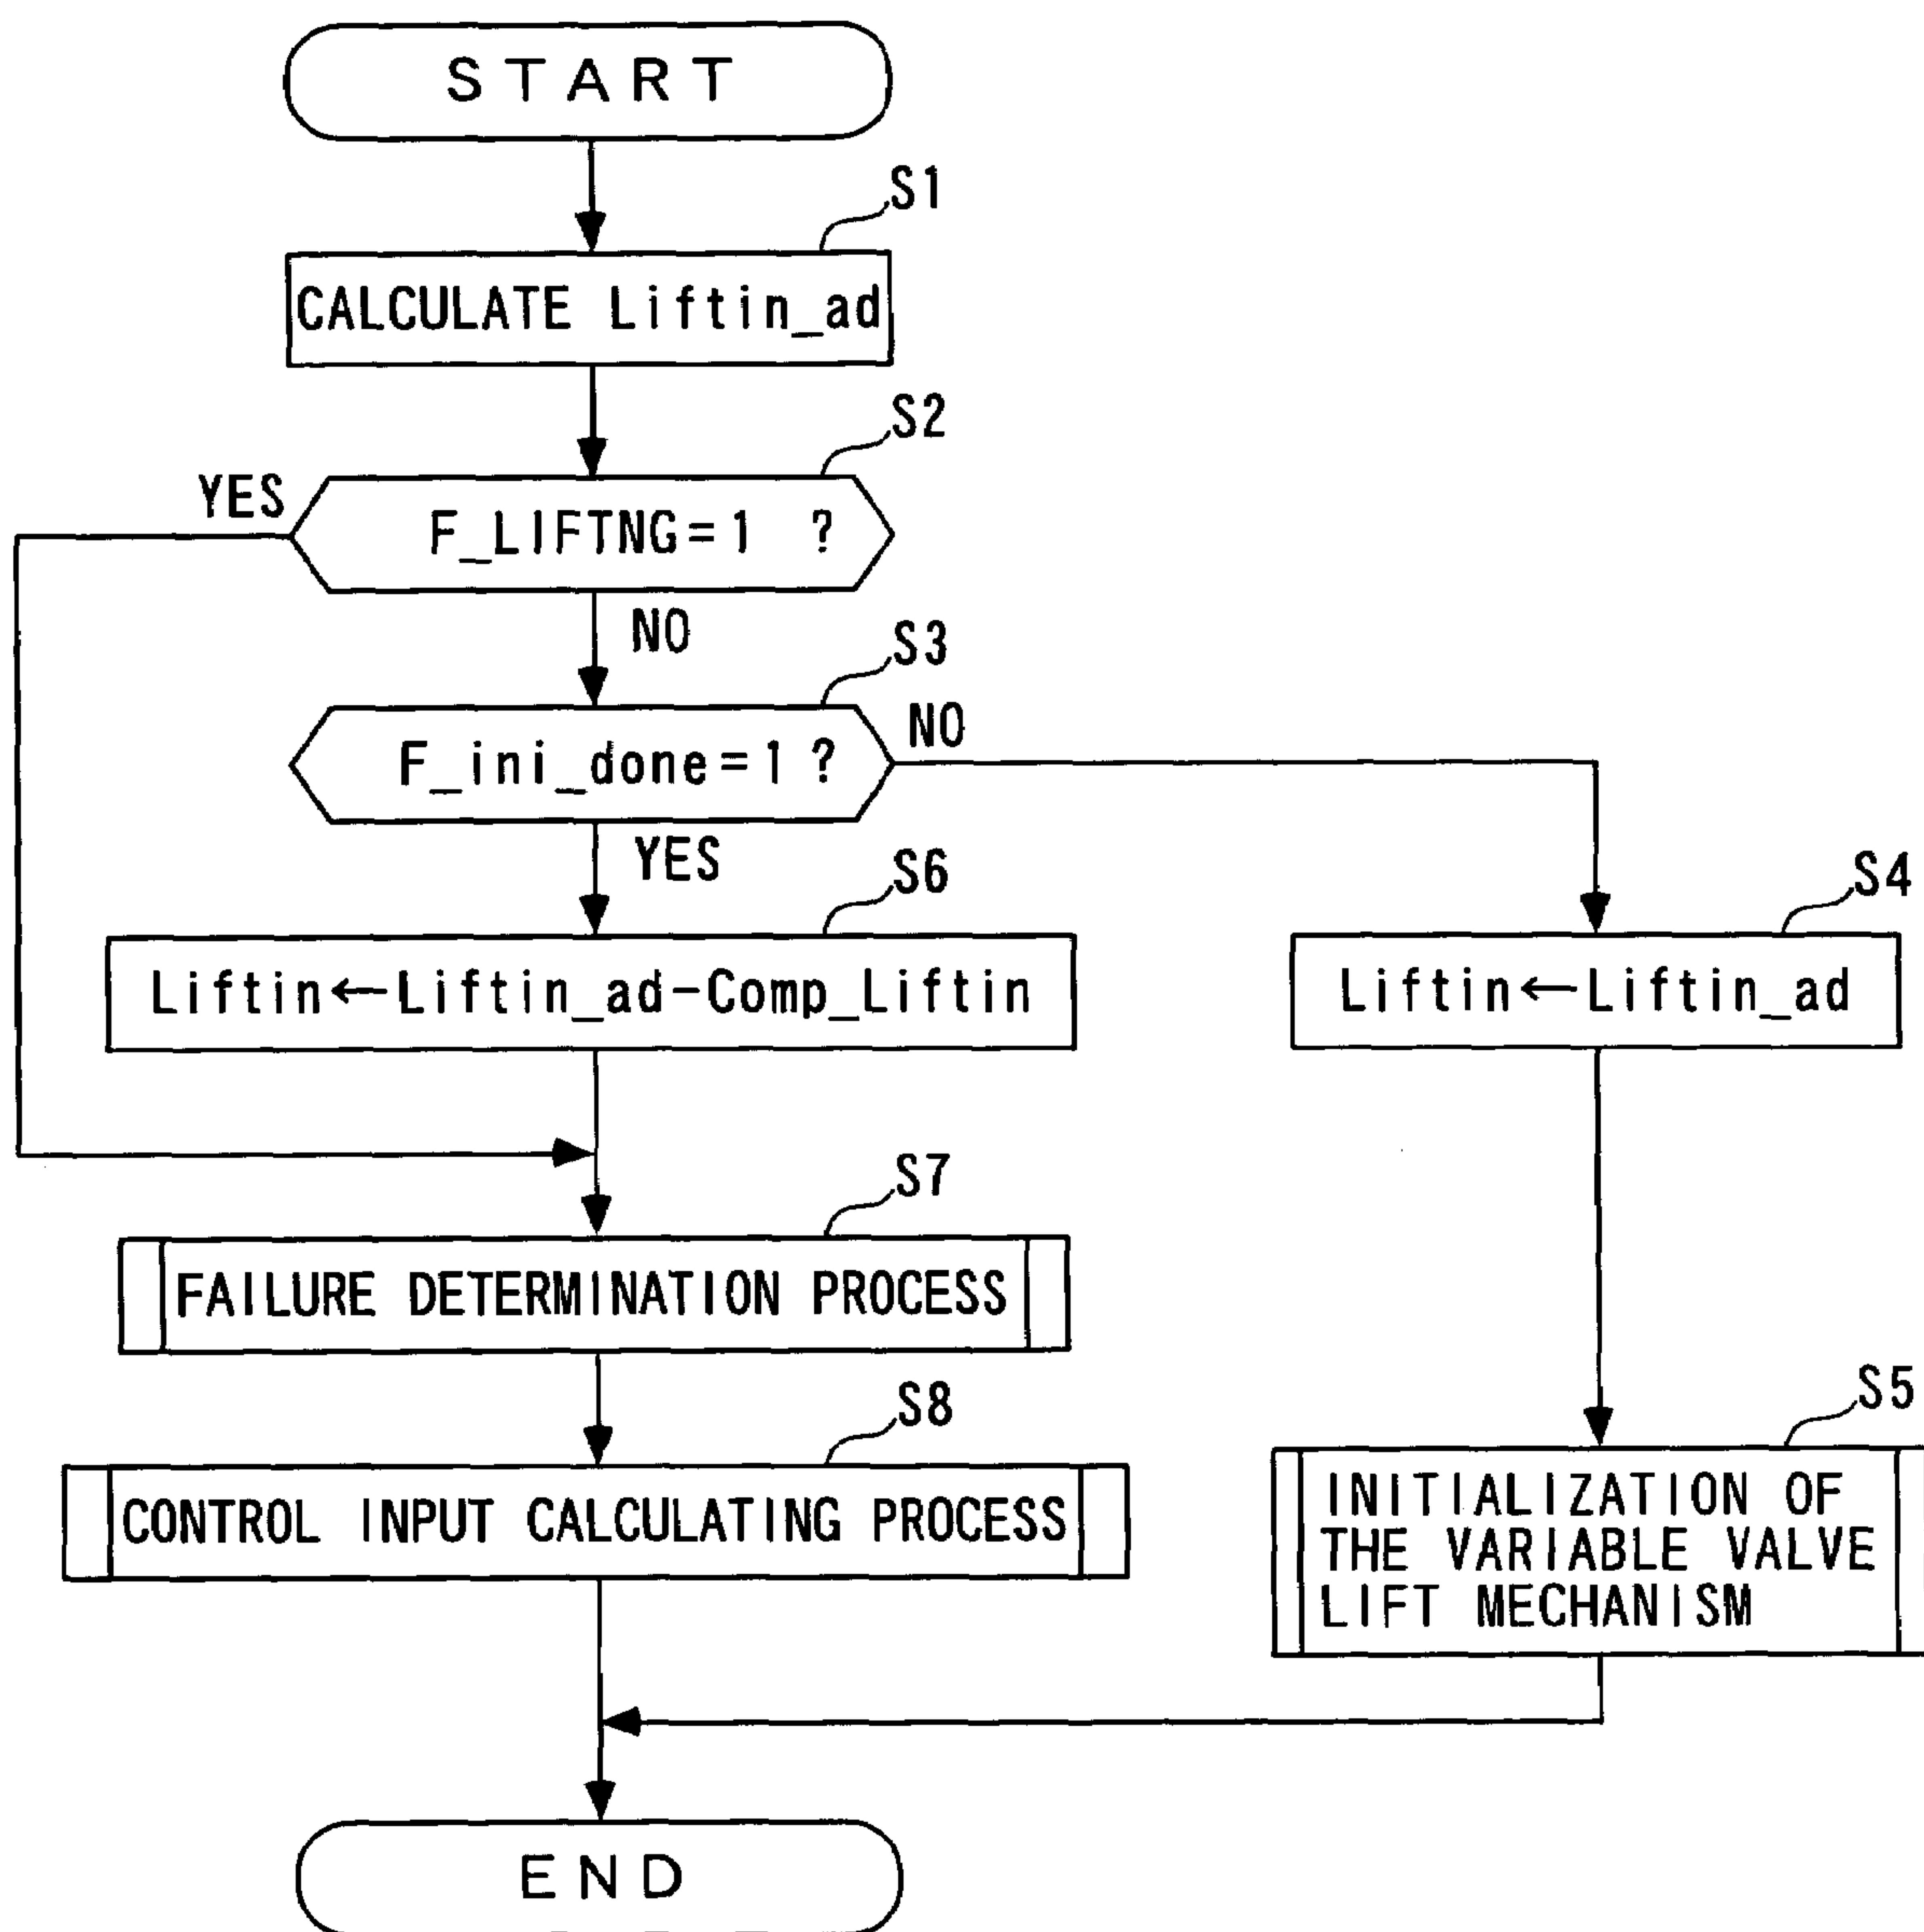 START
S1
CALCULATE Liftin_ad
S2
YES
F_LIFTNG=1 ?
NO
S3
F_ini_done=1 ?
NO
YES
S6
Liftin←Liftin_ad-Comp_Liftin
S4
Liftin←Liftin_ad
S7
FAILURE DETERMINATION PROCESS
S8
CONTROL INPUT CALCULATING PROCESS
S5
INITIALIZATION OF
THE VARIABLE VALVE
LIFT MECHANISM
END